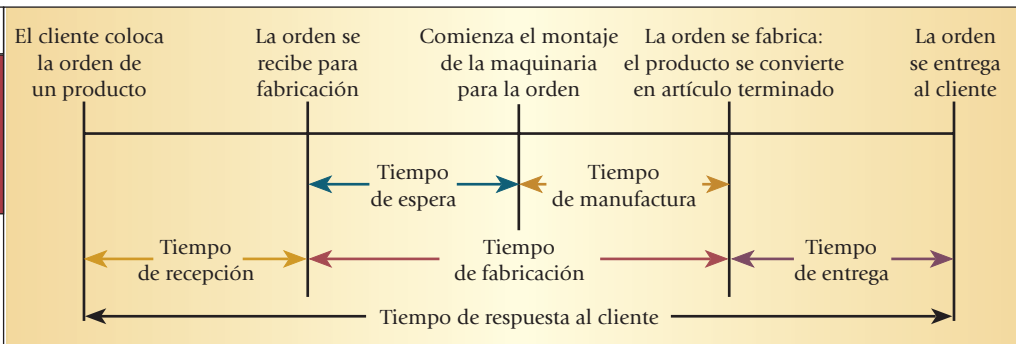 El cliente coloca
la orden de
un producto
La orden se
recibe para
fabricación
Comienza el montaje
de la maquinaria
para la orden
La orden se fabrica:
el producto se convierte
en artículo terminado
La orden
se entrega
al cliente
Tiempo
de espera
Tiempo
de manufactura
Tiempo
de recepción
Tiempo
de fabricación
Tiempo
de entrega
Tiempo de respuesta al cliente